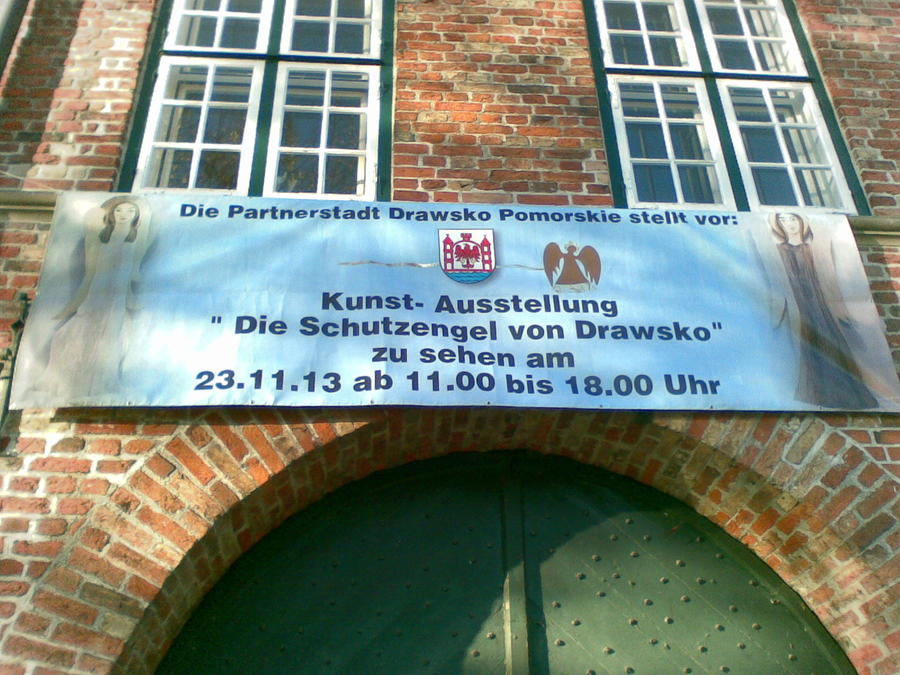 Die Partnerstadt Drawsko Pomorskie stellt vor:
Kunst- Ausstellung
" Die Schutzengel von Drawsko"
zu sehen am
23.11.13 ab 11.00 bis 18.00 Uhr